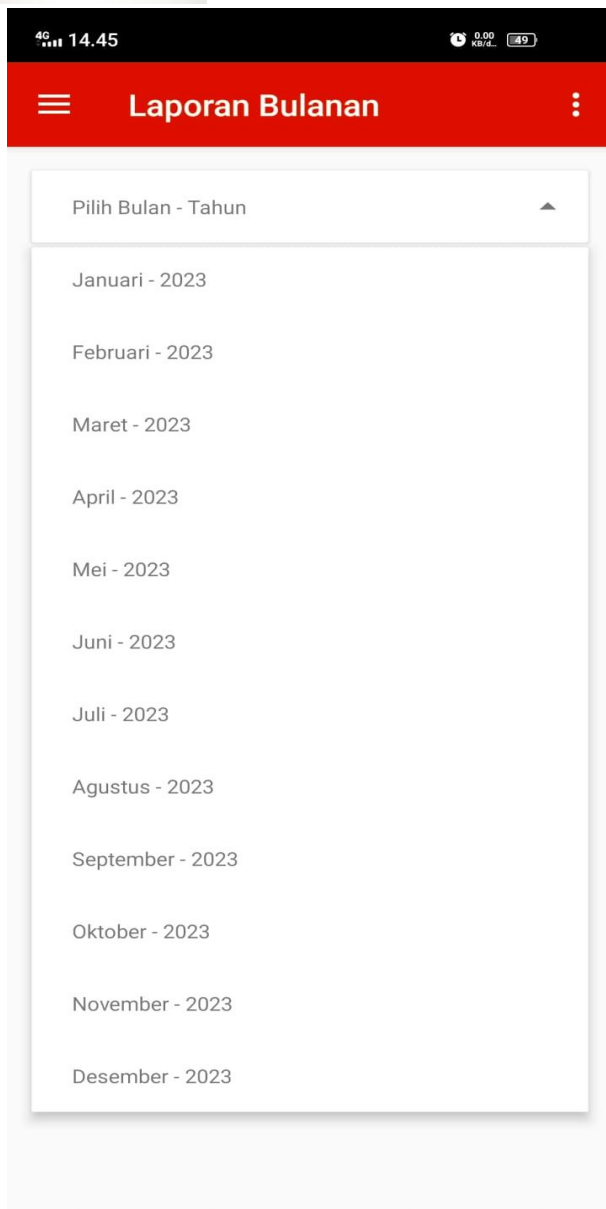 4G 14.45 0.00 KB/d... 49
Laporan Bulanan
Pilih Bulan - Tahun
Januari - 2023
Februari - 2023
Maret - 2023
April - 2023
Mei - 2023
Juni - 2023
Juli - 2023
Agustus - 2023
September - 2023
Oktober - 2023
November - 2023
Desember - 2023